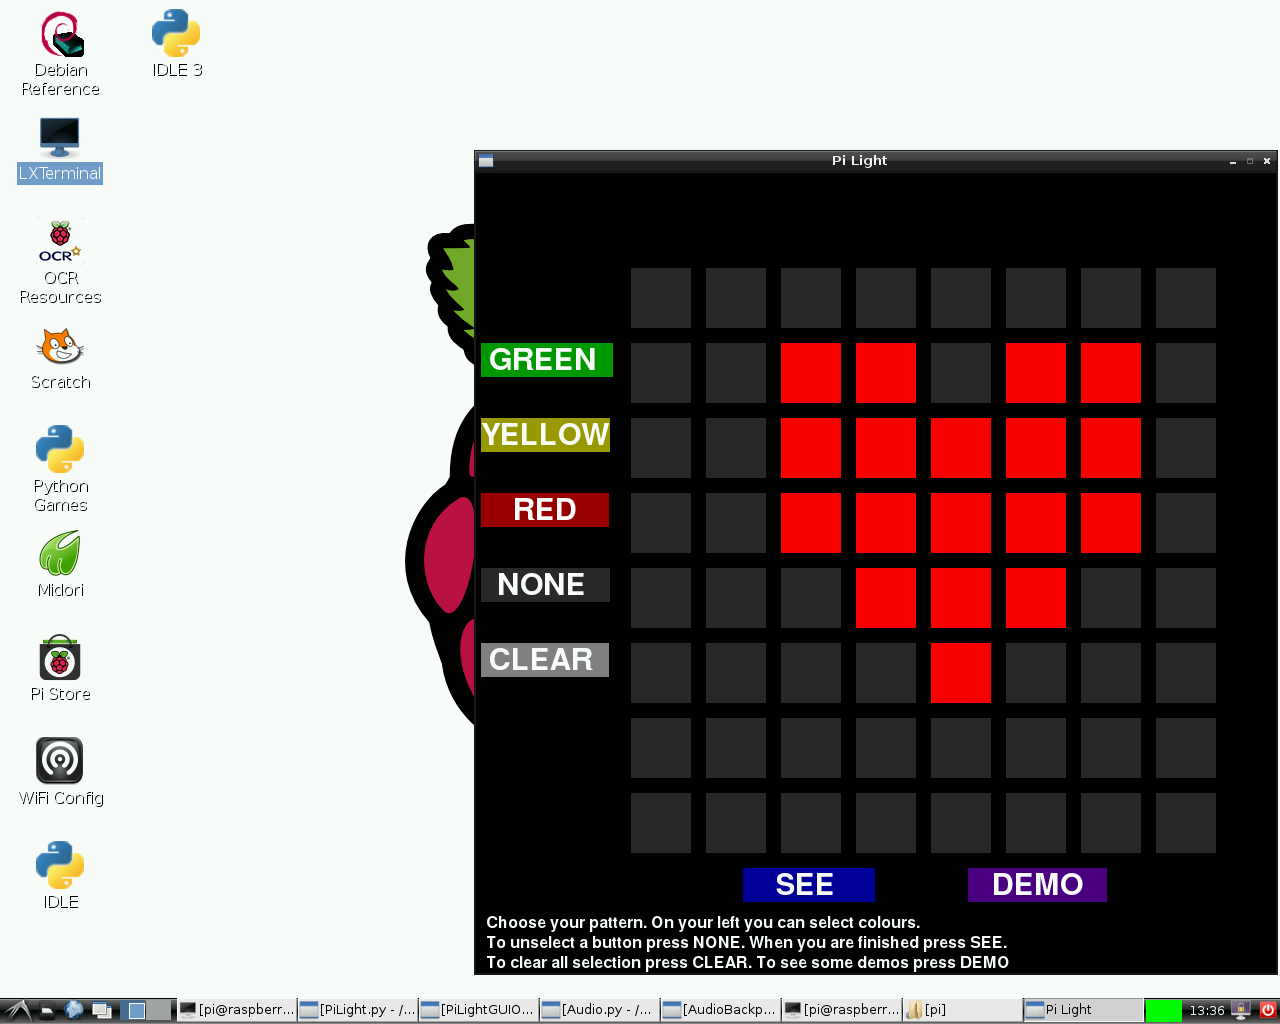 Debian
Reference
IDLE 3
LXTerminal
OCR
OCR
Resources
Scratch
Python
Games
Midori
Pi Store
WiFi Config
IDLE
Pi Light
GREEN
YELLOW
RED
NONE
CLEAR
SEE
DEMO
Choose your pattern. On your left you can select colours.
To unselect a button press NONE. When you are finished press SEE.
To clear all selection press CLEAR. To see some demos press DEMO
[pi@raspberr...
[PiLight.py - /...
[PiLightGUIO...
[Audio.py - /...
[AudioBackp...
[pi@raspberr...
[pi]
Pi Light
13:36